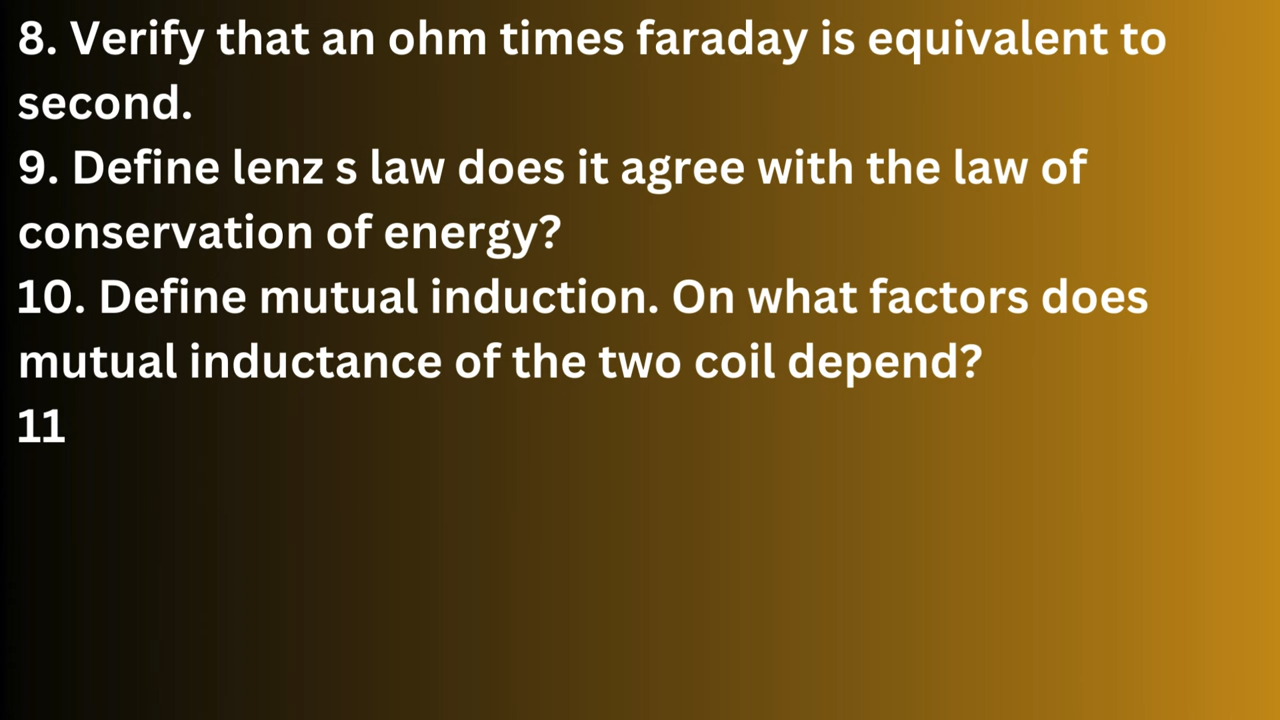 8. Verify that an ohm times faraday is equivalent to
second.
9. Define lenz s law does it agree with the law of
conservation of energy?
10. Define mutual induction. On what factors does
mutual inductance of the two coil depend?
11